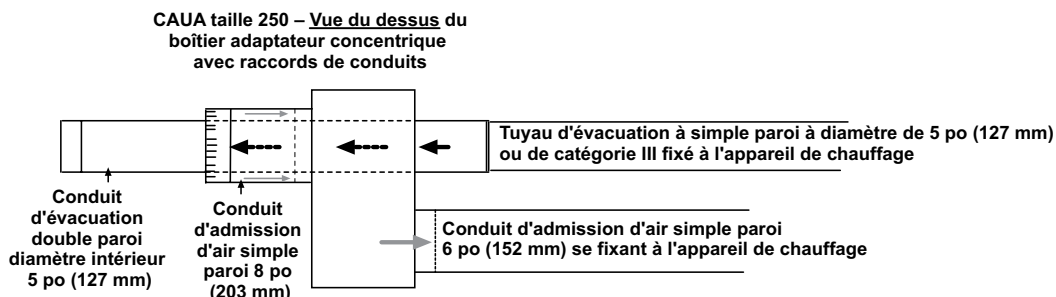 CAUA taille 250 – Vue du dessus du
boîtier adaptateur concentrique
avec raccords de conduits
Tuyau d'évacuation à simple paroi à diamètre de 5 po (127 mm)
ou de catégorie III fixé à l'appareil de chauffage
Conduit
d'évacuation
double paroi
diamètre intérieur
5 po (127 mm)
Conduit
d'admission
d'air simple
paroi 8 po
(203 mm)
Conduit d'admission d'air simple paroi
6 po (152 mm) se fixant à l'appareil de chauffage